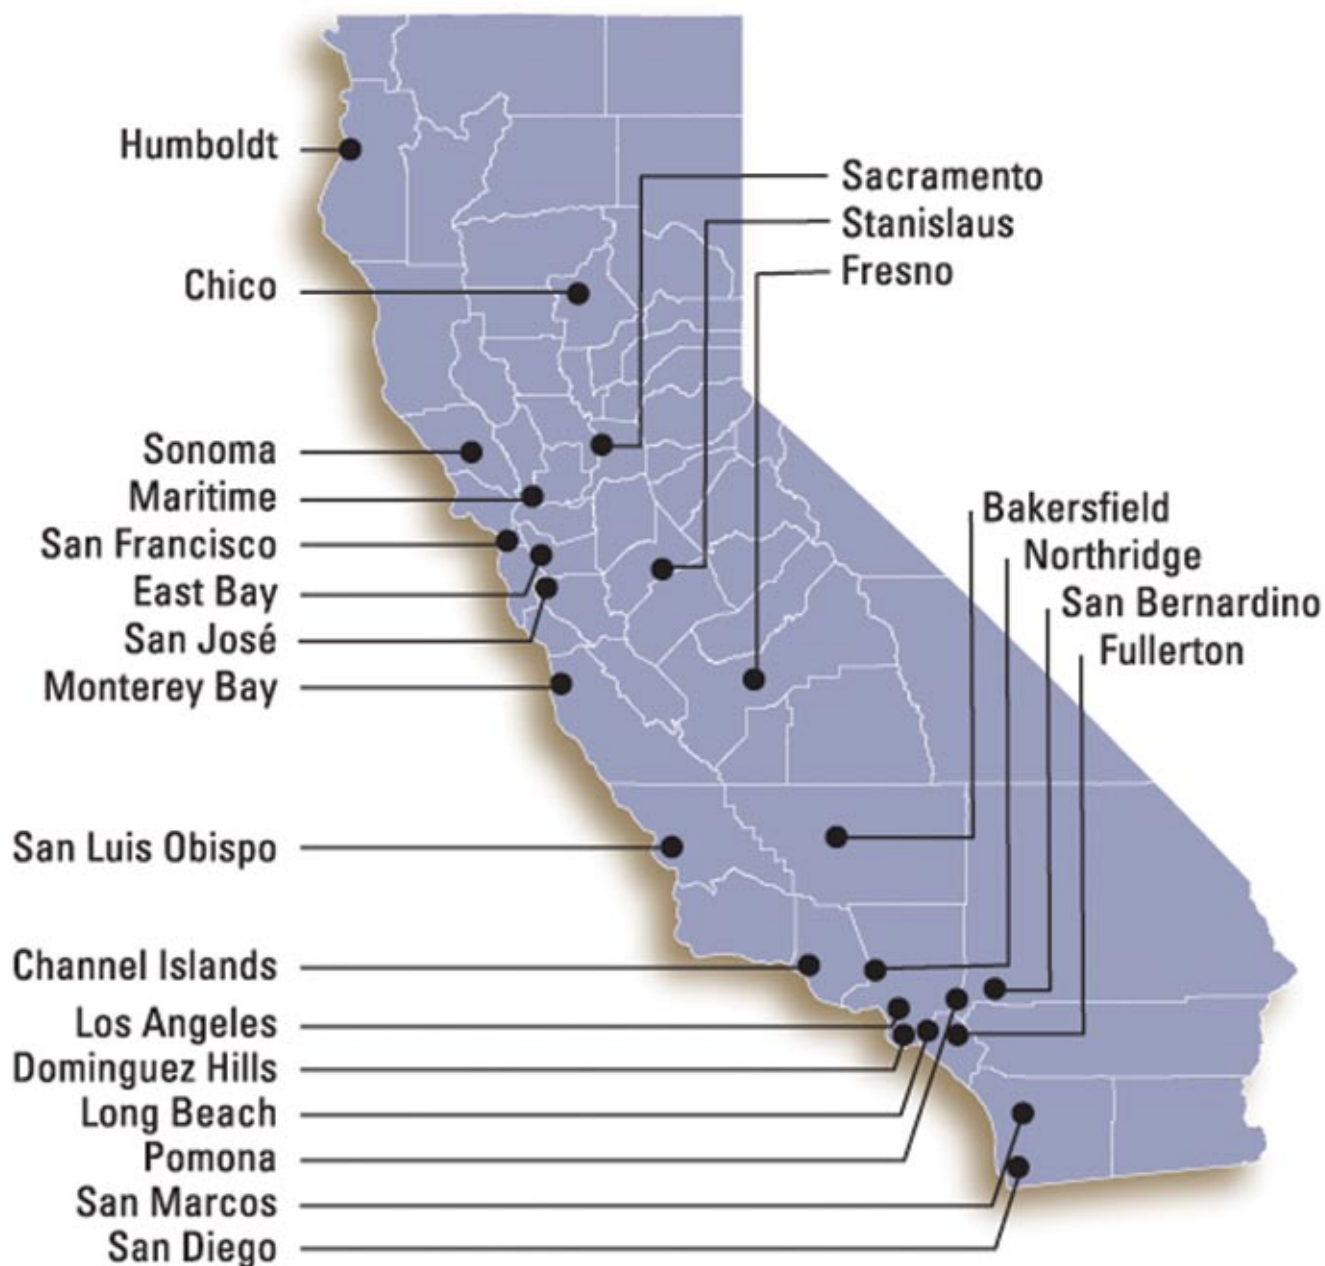 Humboldt
Chico
Sonoma
Maritime
San Francisco
East Bay
San José
Monterey Bay
San Luis Obispo
Channel Islands
Los Angeles
Dominguez Hills
Long Beach
Pomona
San Marcos
San Diego
Sacramento
Stanislaus
Fresno
Bakersfield
Northridge
San Bernardino
Fullerton